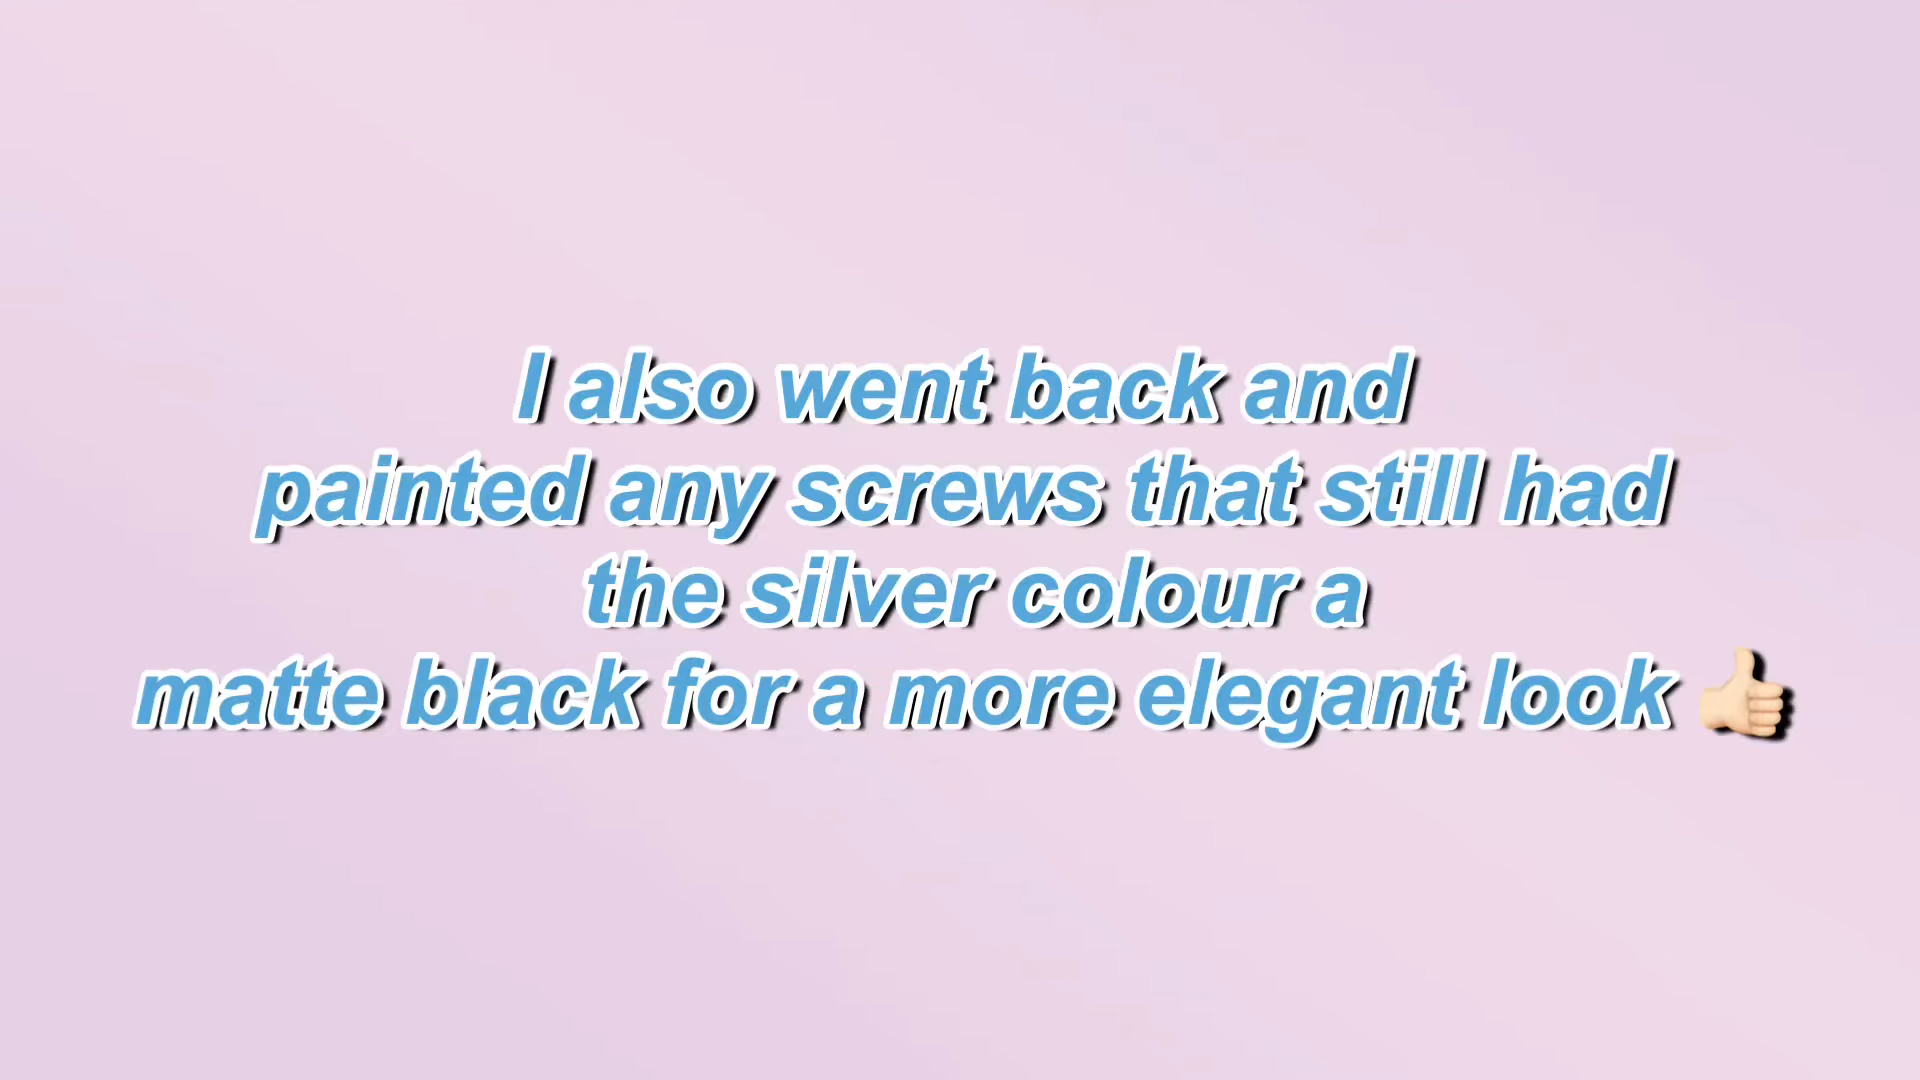 I also went back and
painted any screws that still had
the silver colour a
matte black for a more elegant look 👍🏻